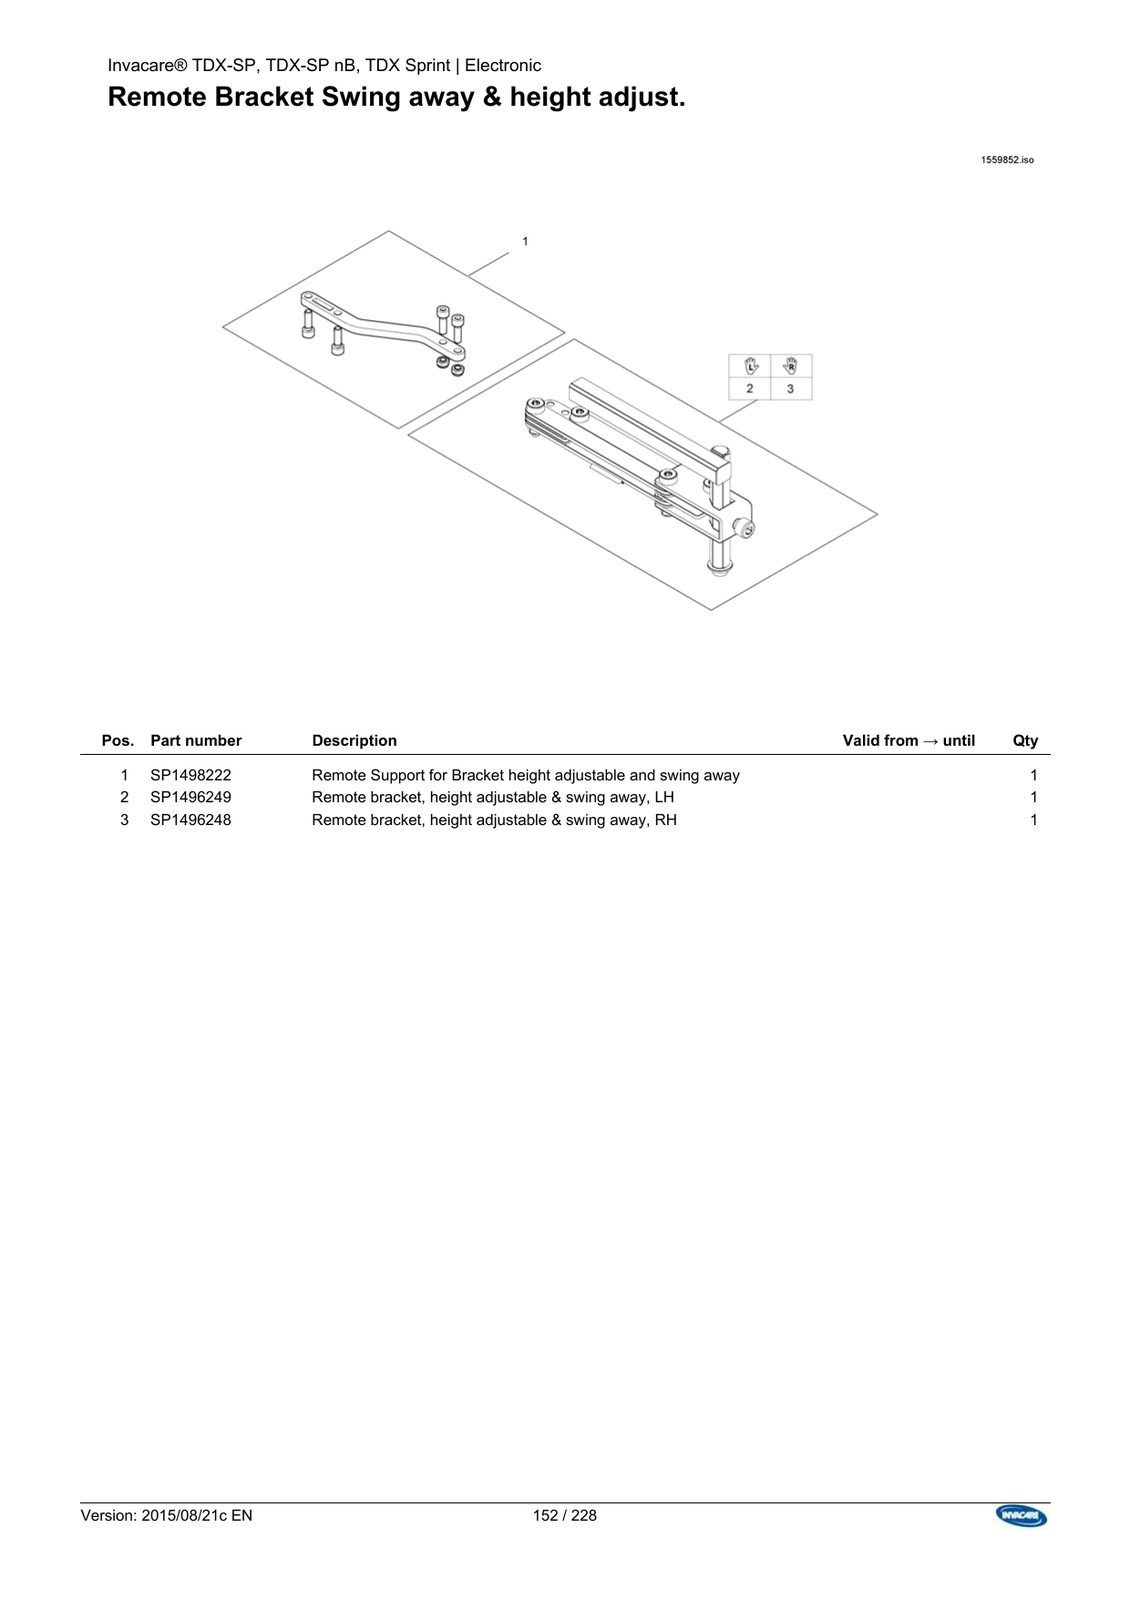 Invacare® TDX-SP, TDX-SP nB, TDX Sprint | Electronic
Remote Bracket Swing away & height adjust.
1559852.iso
1
L R
2 3
Pos. Part number Description Valid from → until Qty
1 SP1498222 Remote Support for Bracket height adjustable and swing away 1
2 SP1496249 Remote bracket, height adjustable & swing away, LH 1
3 SP1496248 Remote bracket, height adjustable & swing away, RH 1
Version: 2015/08/21c EN 152 / 228 INVACARE